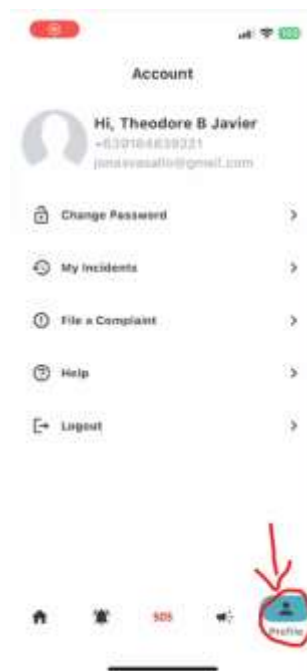 Account
Hi, Theodore B Javier
Change Password
My Incidents
File a Complaint
Help
Logout
SOS
Profile